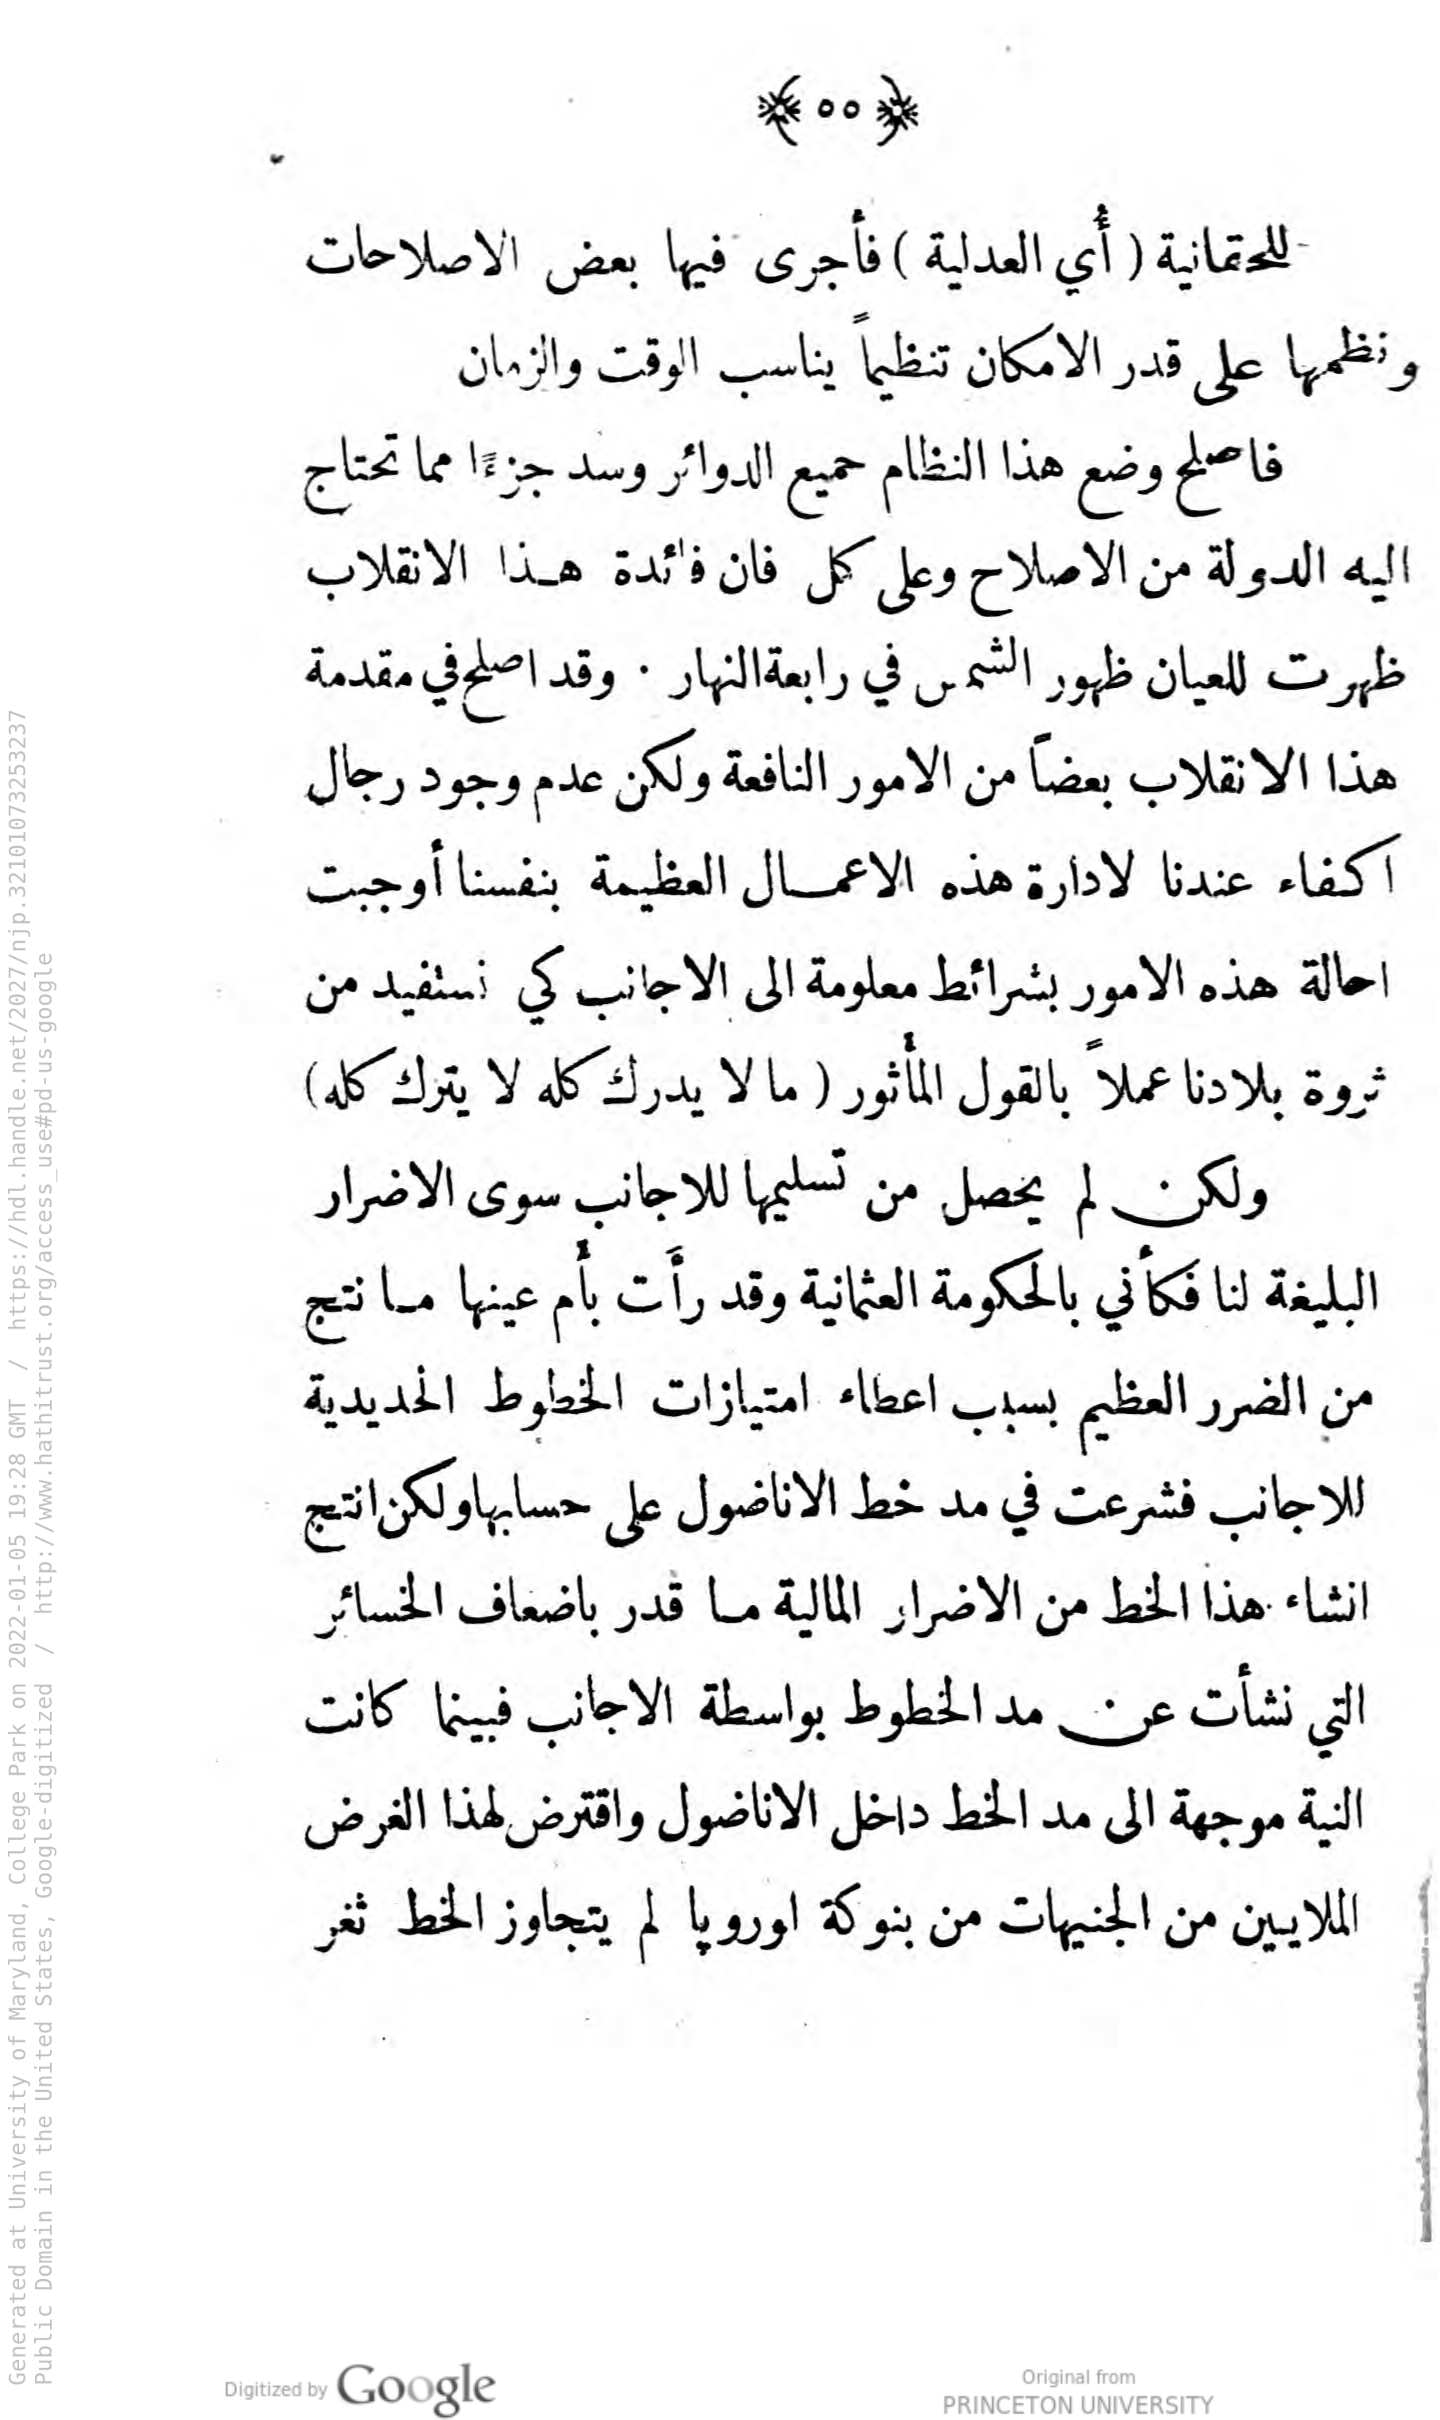 ﴿ ٥٥ ﴾
للحقانية ( أي العدلية ) فأجرى فيها بعض الاصلاحات
ونظمها على قدر الامكان تنظيماً يناسب الوقت والزمان
فاصلح وضع هذا النظام جميع الدوائر وسد جزءًا مما تحتاج
اليه الدولة من الاصلاح وعلى كل فان فائدة هـذا الانقلاب
ظهرت للعيان ظهور الشمس في رابعة النهار . وقد اصلح في مقدمة
هذا الانقلاب بعضاً من الامور النافعة ولكن عدم وجود رجال
اكفاء عندنا لادارة هذه الاعمـال العظيمة بنفسنا أوجبت
احالة هذه الامور بشرائط معلومة الى الاجانب كي نستفيد من
ثروة بلادنا عملاً بالقول المأثور ( ما لا يدرك كله لا يترك كله)
ولكن لم يحصل من تسليمها للاجانب سوى الاضرار
البليغة لنا فكأني بالحكومة العثمانية وقد رأَت بأم عينها مـا نتج
من الضرر العظيم بسبب اعطاء امتيازات الخطوط الحديدية
للاجانب فشرعت في مد خط الاناضول على حسابها ولكن انتج
انشاء هذا الخط من الاضرار المالية مـا قدر باضعاف الخسائر
التي نشأت عن مد الخطوط بواسطة الاجانب فبينما كانت
النية موجهة الى مد الخط داخل الاناضول واقترض لهذا الغرض
الملايين من الجنيهات من بنوكة اوروپا لم يتجاوز الخط ثغر
Generated at University of Maryland, College Park on 2022-01-05 19:28 GMT / https://hdl.handle.net/2027/njp.32101073253237
Public Domain in the United States, Google-digitized / http://www.hathitrust.org/access_use#pd-us-google
Digitized by Google
Original from
PRINCETON UNIVERSITY